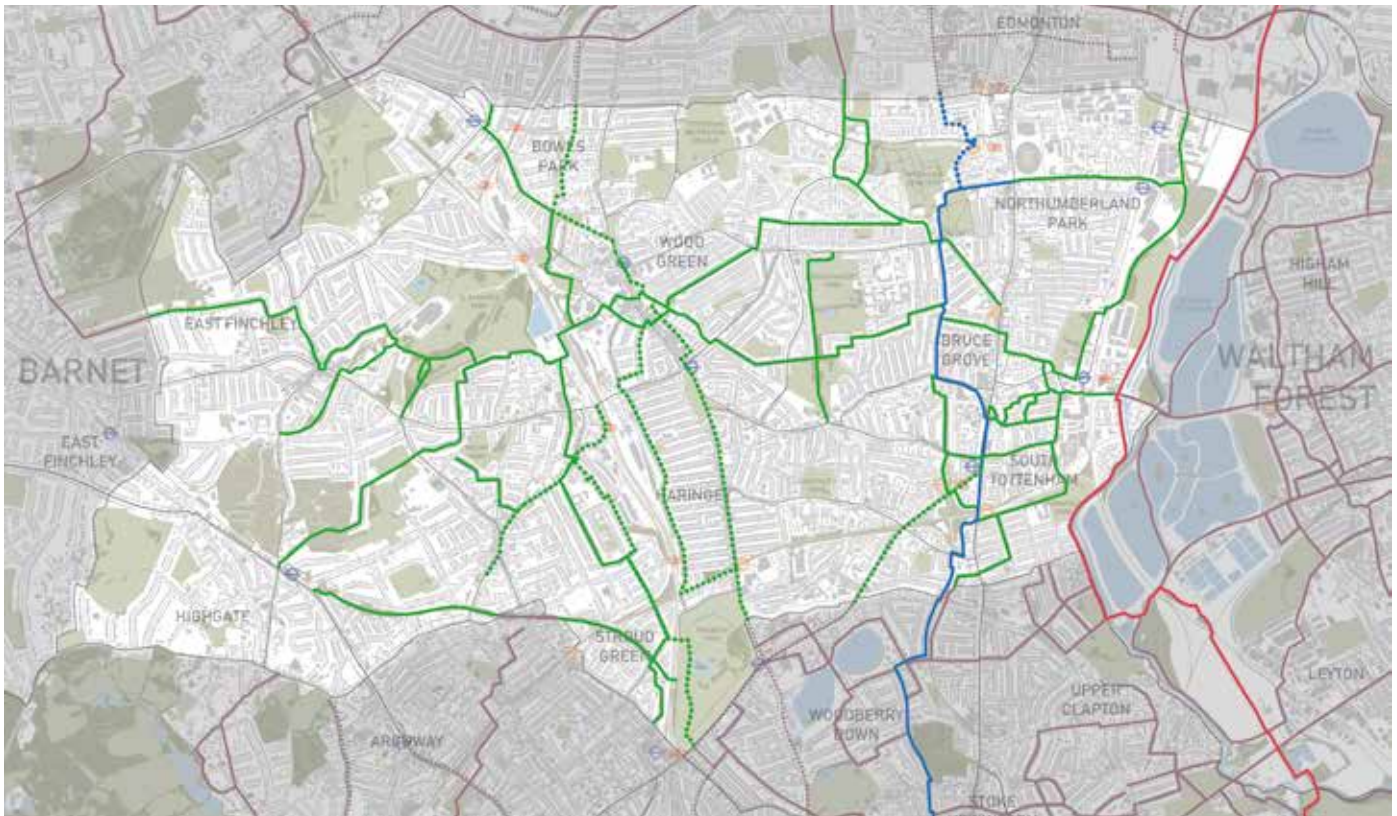 EDMONTON
BOWES
PARK
NORTHUMBERLAND
PARK
WOOD
GREEN
HIGHAM
HILL
EAST FINCHLEY
BRUCE
GROVE
BARNET
WALTHAM
FOREST
EAST
FINCHLEY
SOUTH
TOTTENHAM
HARINGEY
HIGHGATE
STROUD
GREEN
LEYTON
UPPER
CLAPTON
WOODBERRY
DOWN
ARCHWAY
STOKE